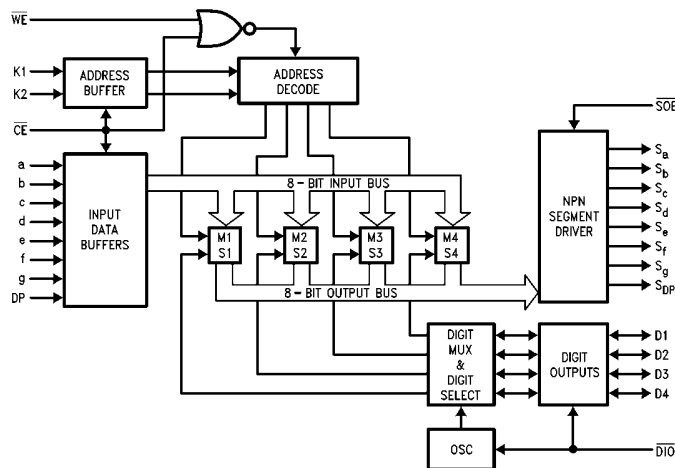 WE
K1
K2
CE
ADDRESS
BUFFER
ADDRESS
DECODE
a
b
c
d
e
f
g
DP
INPUT
DATA
BUFFERS
8-BIT INPUT BUS
M1
S1
M2
S2
M3
S3
M4
S4
8-BIT OUTPUT BUS
NPN
SEGMENT
DRIVER
SOE
Sa
Sb
Sc
Sd
Se
Sf
Sg
SDP
DIGIT
MUX
&
DIGIT
SELECT
DIGIT
OUTPUTS
D1
D2
D3
D4
OSC
DIO